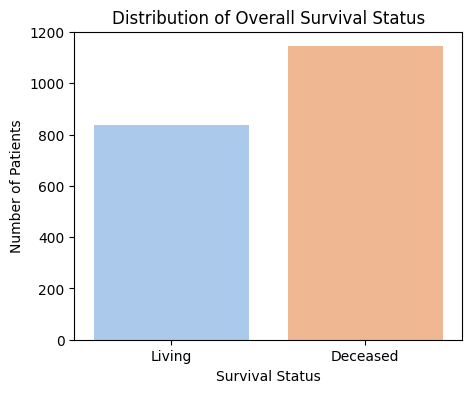 Distribution of Overall Survival Status
Number of Patients
1200
1000
800
600
400
200
0
Living
Deceased
Survival Status